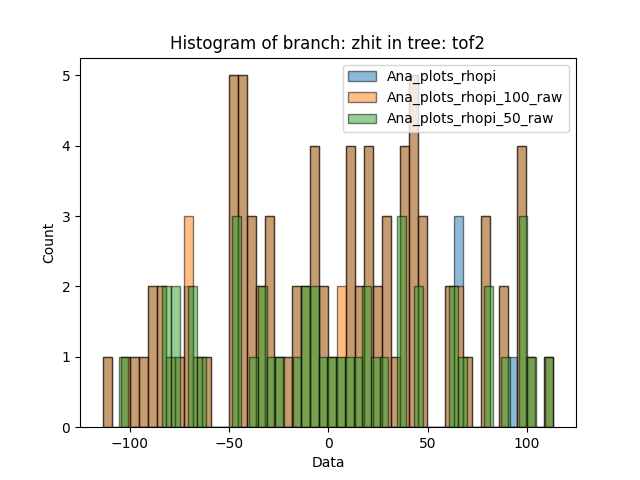 Histogram of branch: zhit in tree: tof2
Ana_plots_rhopi
Ana_plots_rhopi_100_raw
Ana_plots_rhopi_50_raw
5
4
3
2
1
0
Count
−100
−50
0
50
100
Data